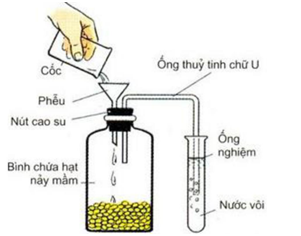 Cốc
Ống thuỷ tinh chữ U
Phễu
Nút cao su
Ống
nghiệm
Bình chứa hạt
nảy mầm
Nước vôi